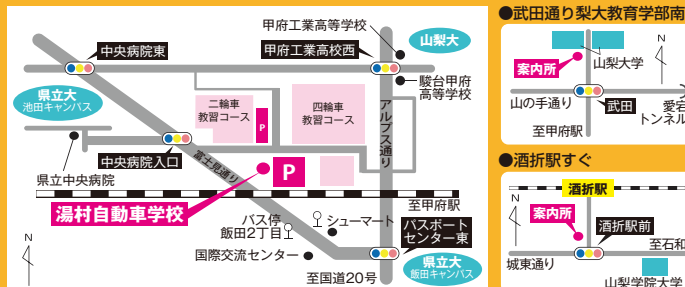 甲府工業高等学校
山梨大
中央病院東
甲府工業高校西
県立大
池田キャンパス
二輪車
教習コース
P
四輪車
教習コース
アルプス通り
駿台甲府
高等学校
中央病院入口
富士見通り
P
県立中央病院
湯村自動車学校
至甲府駅
バス停
飯田2丁目
シューマート
パスポート
センター東
国際交流センター
県立大
飯田キャンパス
至国道20号
N
●武田通り梨大教育学部南
N
案内所
山梨大学
山の手通り
武田
愛宕
トンネル
至甲府駅
●酒折駅すぐ
N
酒折駅
案内所
酒折駅前
至石和
城東通り
山梨学院大学